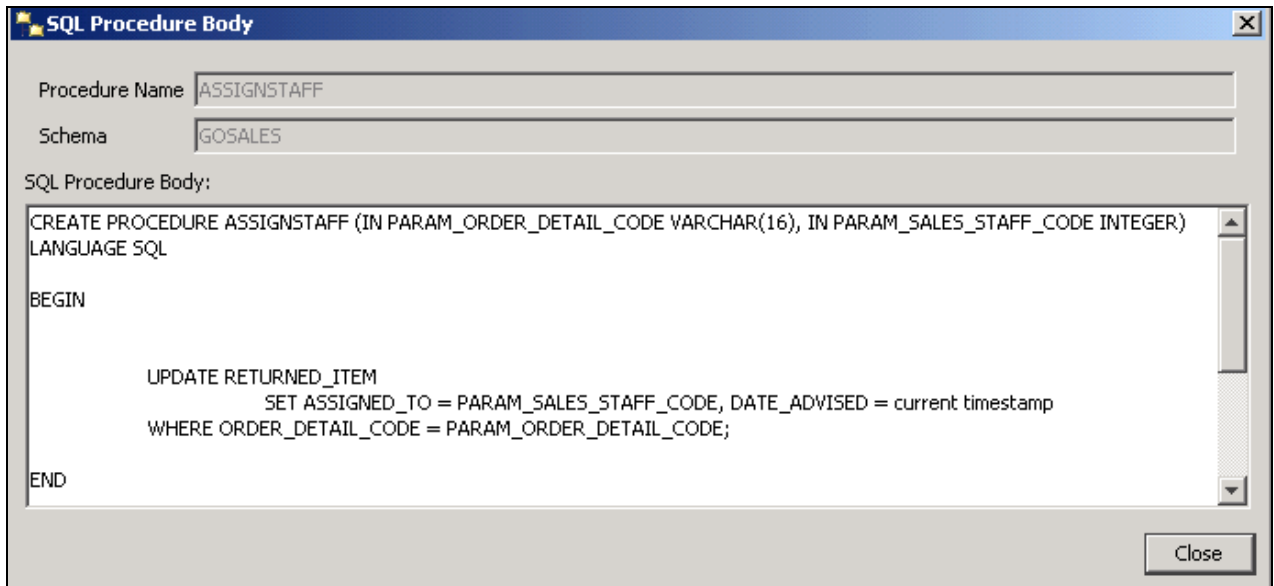 SQL Procedure Body
Procedure Name ASSIGNSTAFF
Schema GOSALES
SQL Procedure Body:
CREATE PROCEDURE ASSIGNSTAFF (IN PARAM_ORDER_DETAIL_CODE VARCHAR(16), IN PARAM_SALES_STAFF_CODE INTEGER)
LANGUAGE SQL
BEGIN
UPDATE RETURNED_ITEM
SET ASSIGNED_TO = PARAM_SALES_STAFF_CODE, DATE_ADVISED = current timestamp
WHERE ORDER_DETAIL_CODE = PARAM_ORDER_DETAIL_CODE;
END
Close